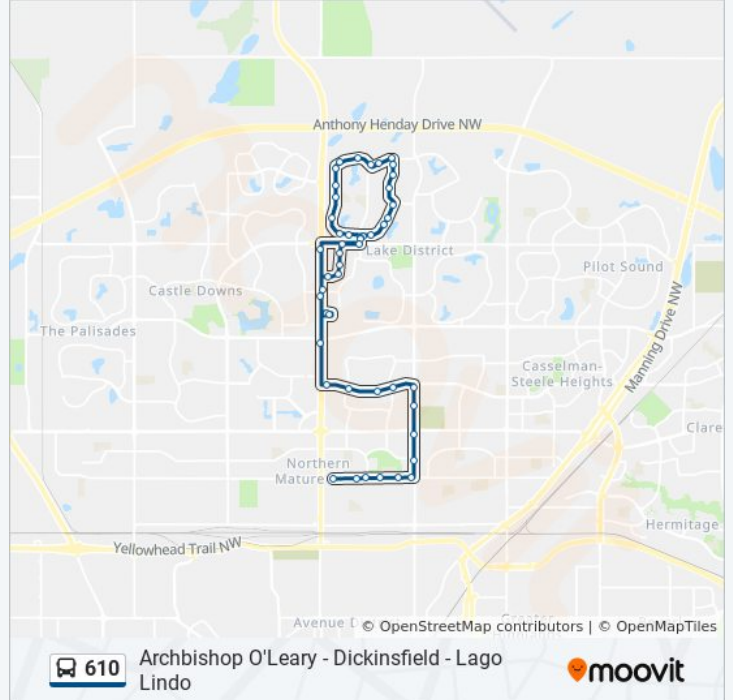 Anthony Henday Drive NW
Lake District
Pilot Sound
Castle Downs
Manning Drive NW
The Palisades
Casselman-
Steele Heights
Clare
Northern
Mature
Hermitage
Yellowhead Trail NW
Avenue D
© OpenStreetMap contributors | © OpenMapTiles
610
Archbishop O'Leary - Dickinsfield - Lago
Lindo
moovit